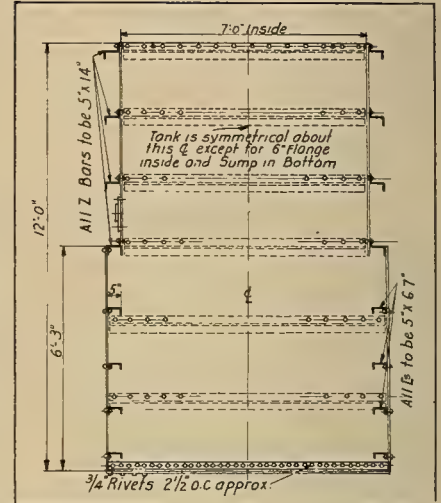 7'-0" Inside
All Z Bars to be 5" x 14"
Tank is symmetrical about
this ℄ except for 6" Flange
inside and Sump in Bottom
12'-0"
6'-3"
5"
℄
All [s to be 5" x 6 7"
3/4" Rivets 2 1/2" O.C approx.